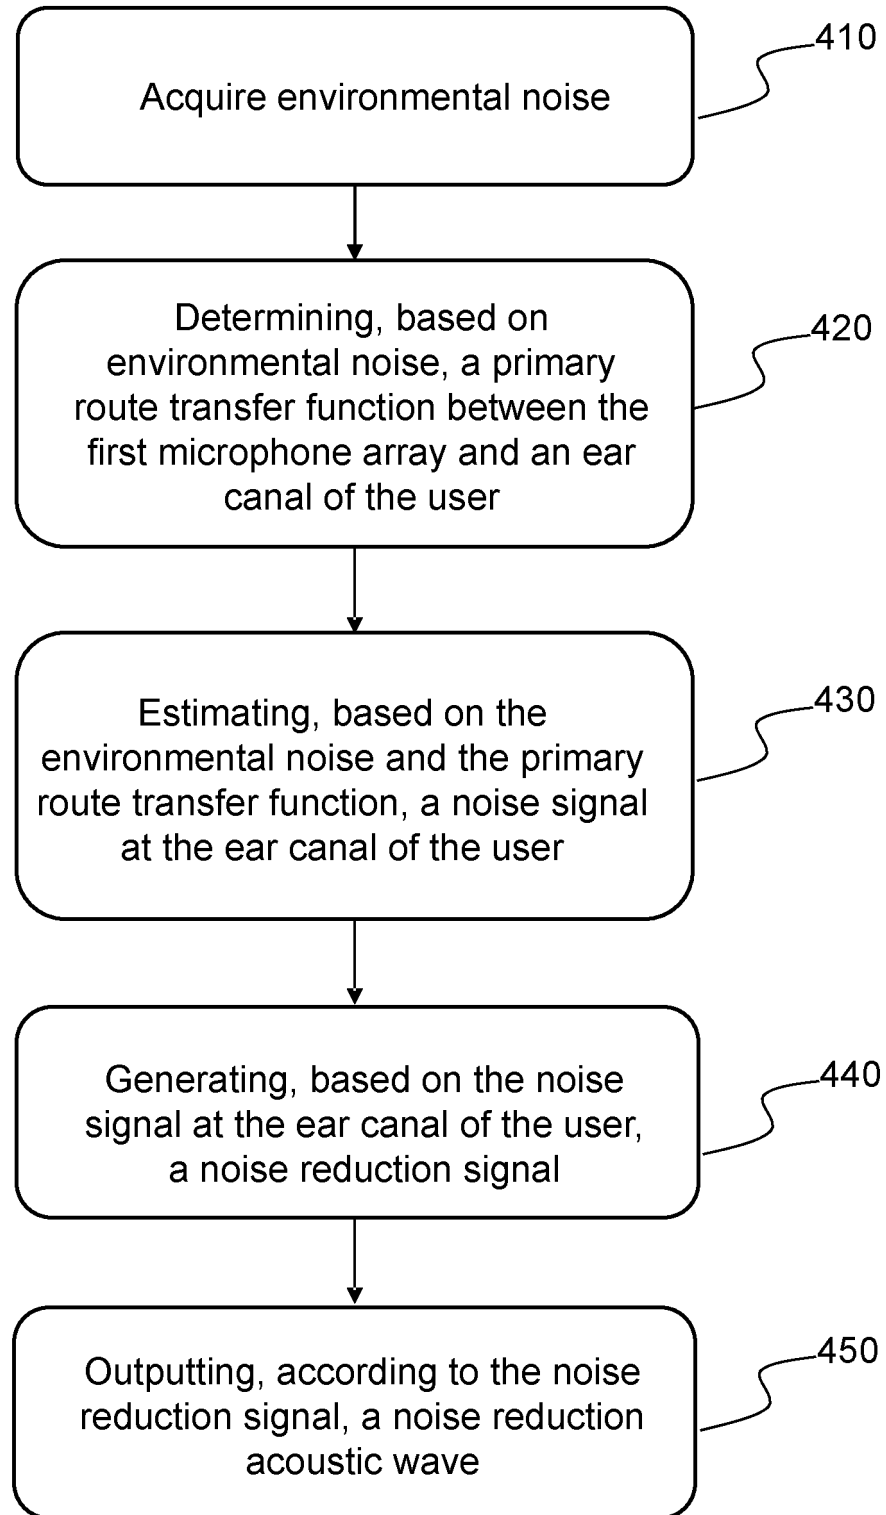 Acquire environmental noise
410
Determining, based on
environmental noise, a primary
route transfer function between the
first microphone array and an ear
canal of the user
420
Estimating, based on the
environmental noise and the primary
route transfer function, a noise signal
at the ear canal of the user
430
Generating, based on the noise
signal at the ear canal of the user,
a noise reduction signal
440
Outputting, according to the noise
reduction signal, a noise reduction
acoustic wave
450